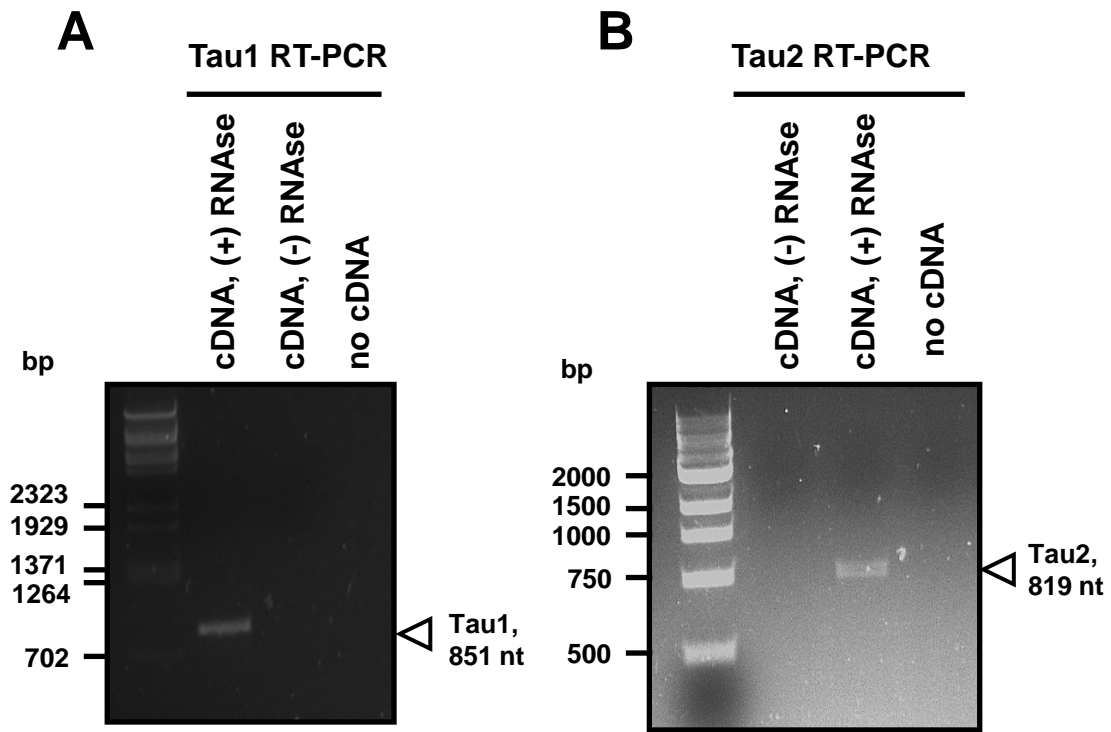 A
Tau1 RT-PCR
cDNA, (+) RNAse
cDNA, (-) RNAse
no cDNA
bp
2323
1929
1371
1264
702
Tau1,
851 nt
B
Tau2 RT-PCR
cDNA, (-) RNAse
cDNA, (+) RNAse
no cDNA
bp
2000
1500
1000
750
500
Tau2,
819 nt